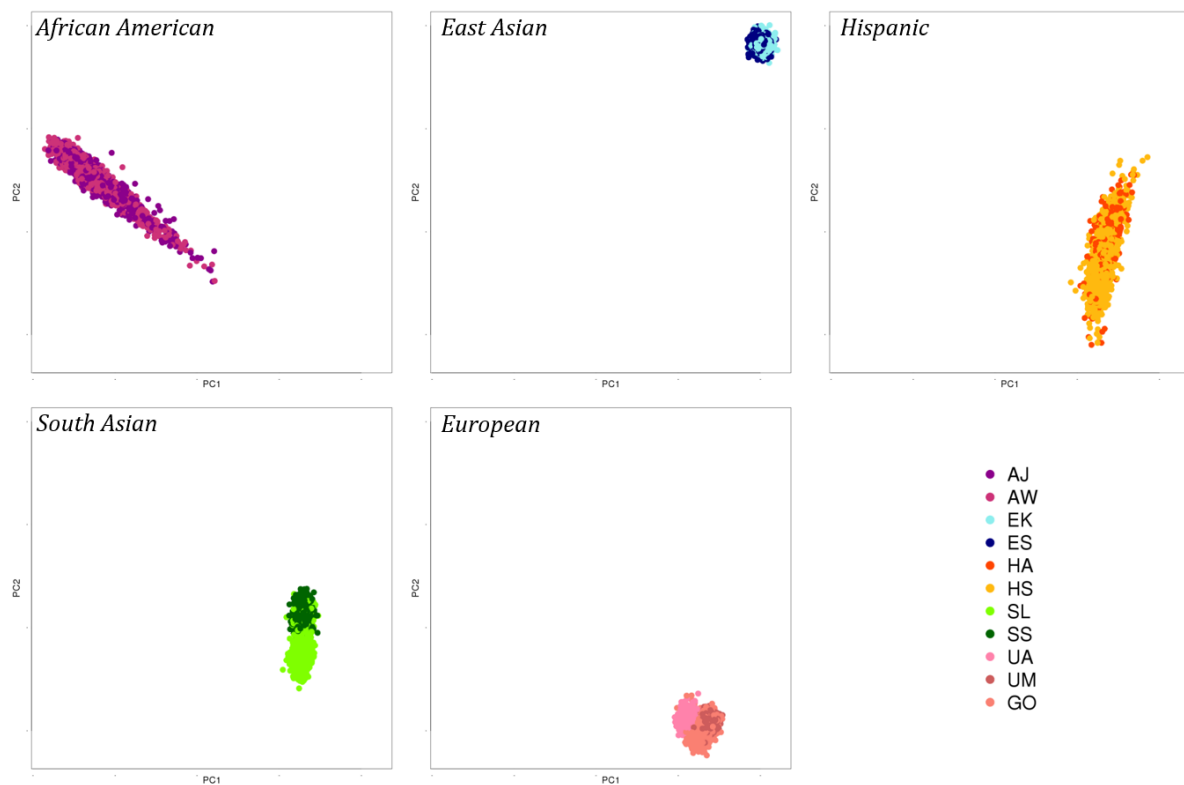 African American
PC2
PC1
East Asian
PC2
PC1
Hispanic
PC2
PC1
South Asian
PC2
PC1
European
PC2
PC1
AJ
AW
EK
ES
HA
HS
SL
SS
UA
UM
GO